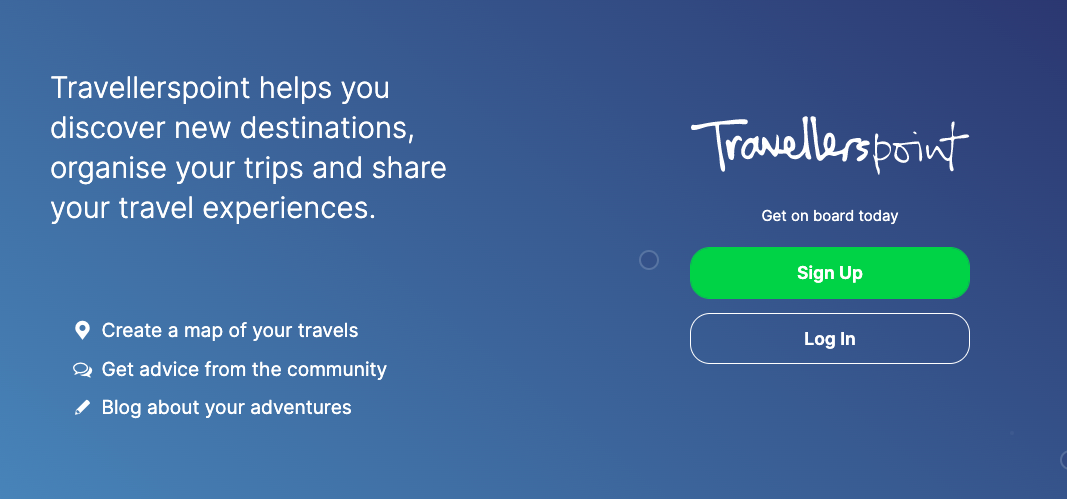 Travellerspoint helps you
discover new destinations,
organise your trips and share
your travel experiences.
Create a map of your travels
Get advice from the community
Blog about your adventures
Travellerspoint
Get on board today
Sign Up
Log In